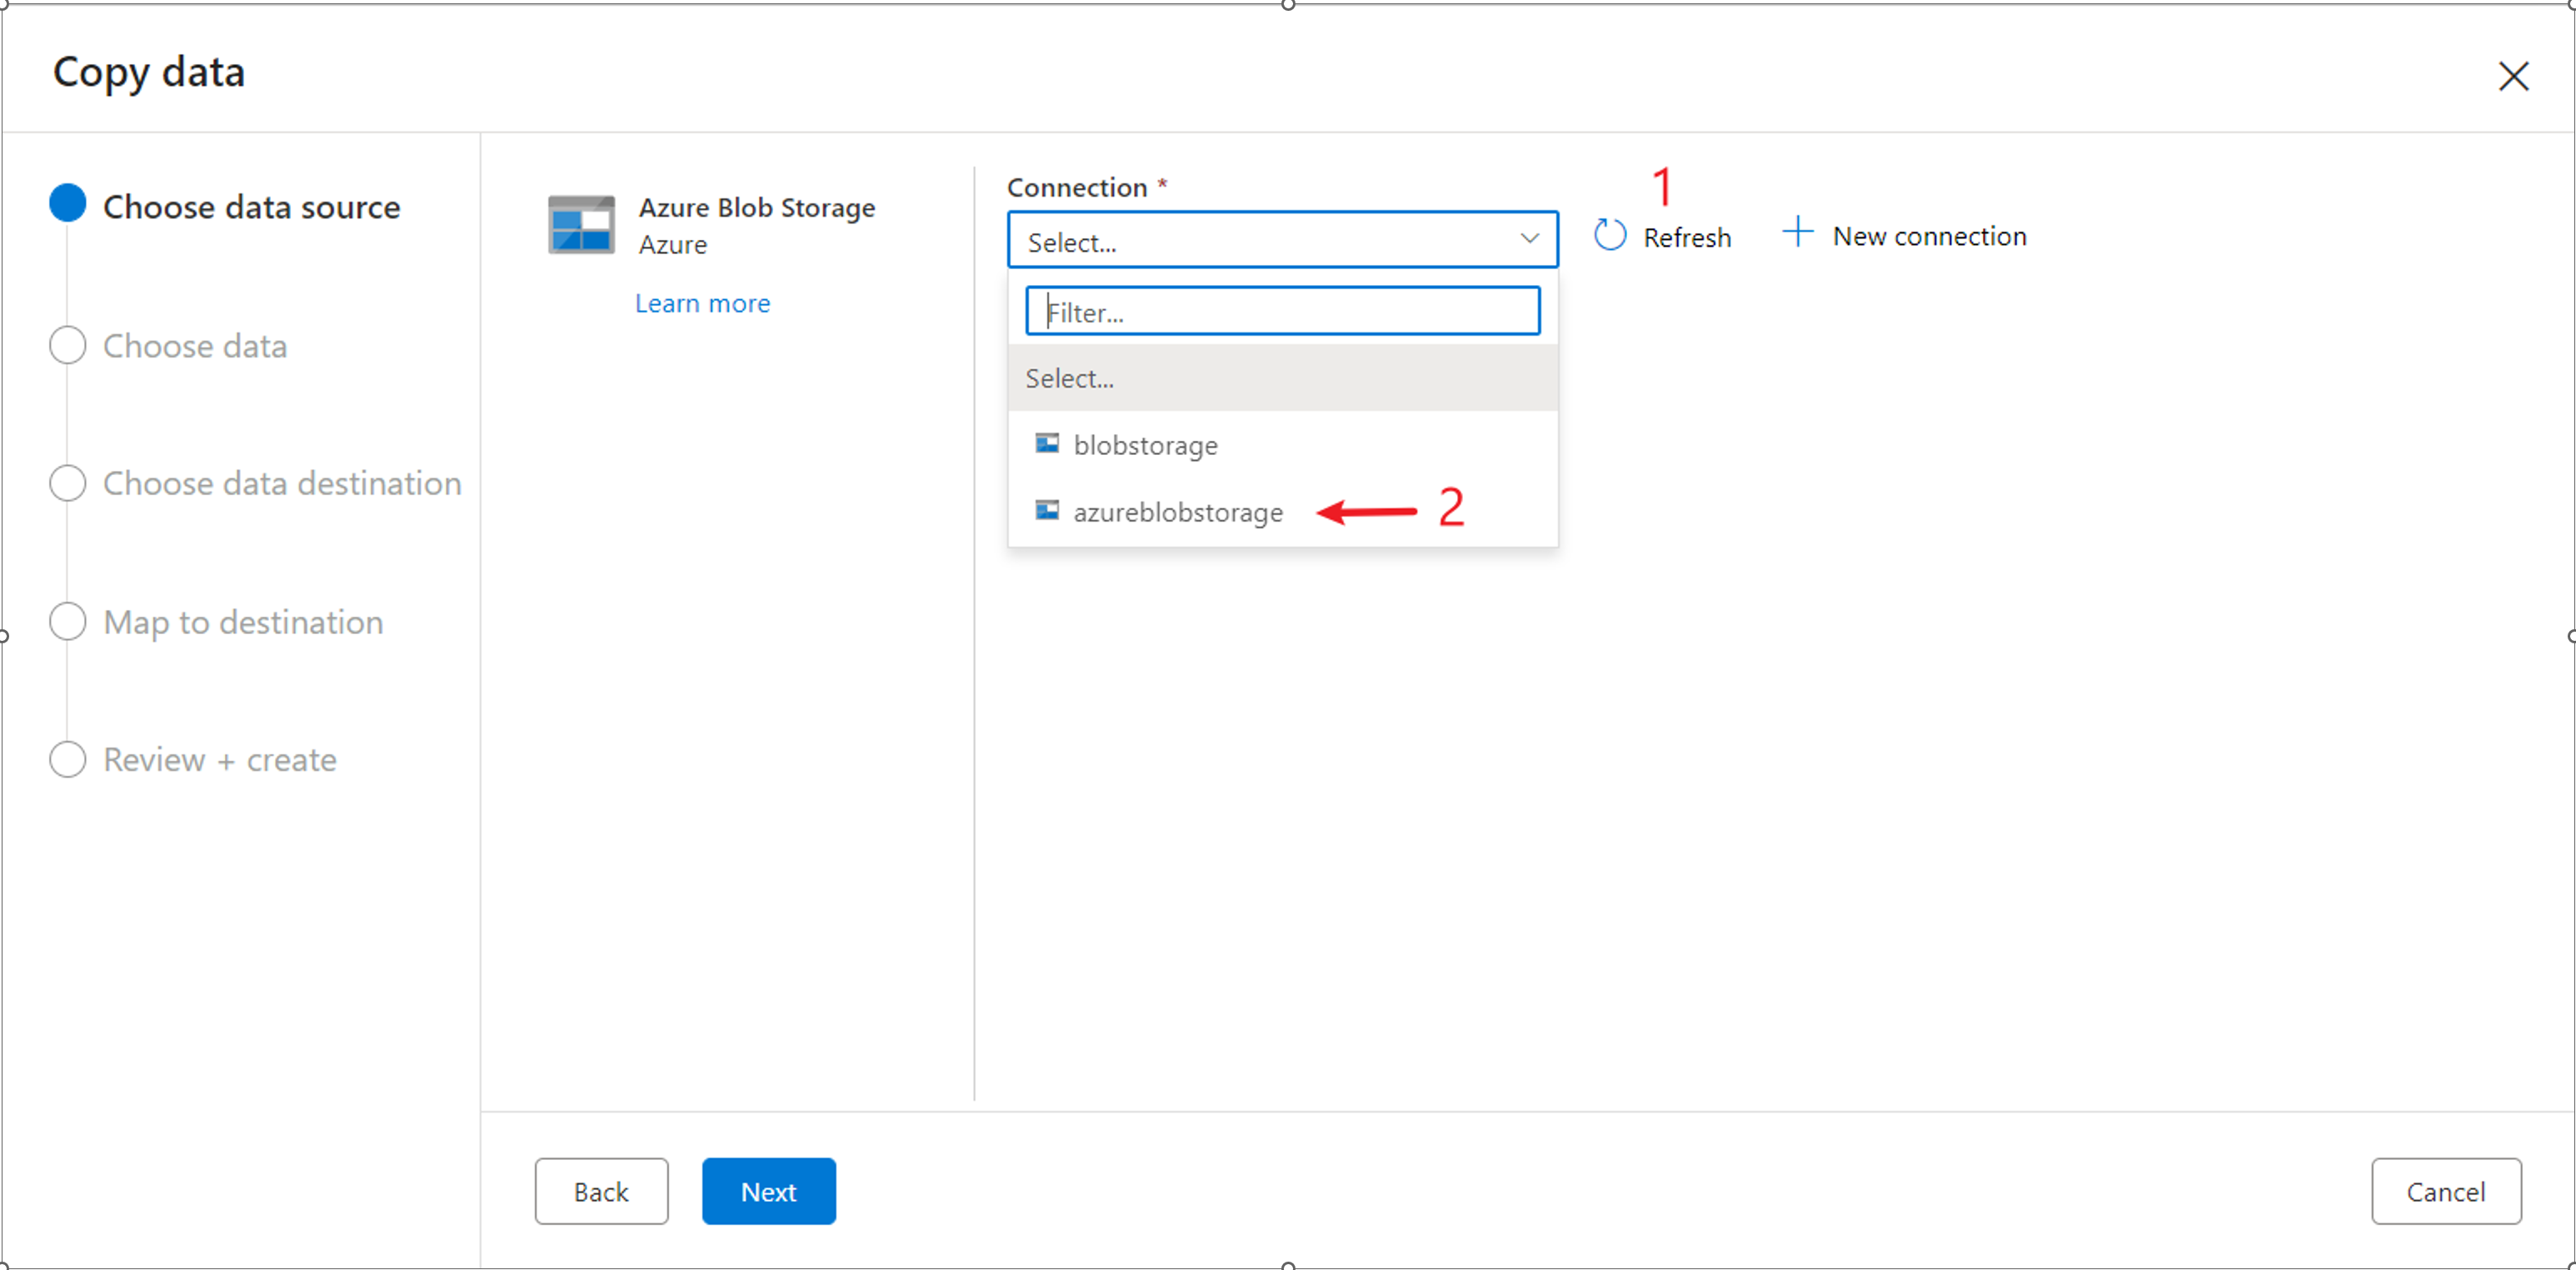 Copy data
Choose data source
Choose data
Choose data destination
Map to destination
Review + create
Azure Blob Storage
Azure
Learn more
Connection *
Select...
1
Refresh
New connection
Filter...
Select...
blobstorage
azureblobstorage
2
Back
Next
Cancel